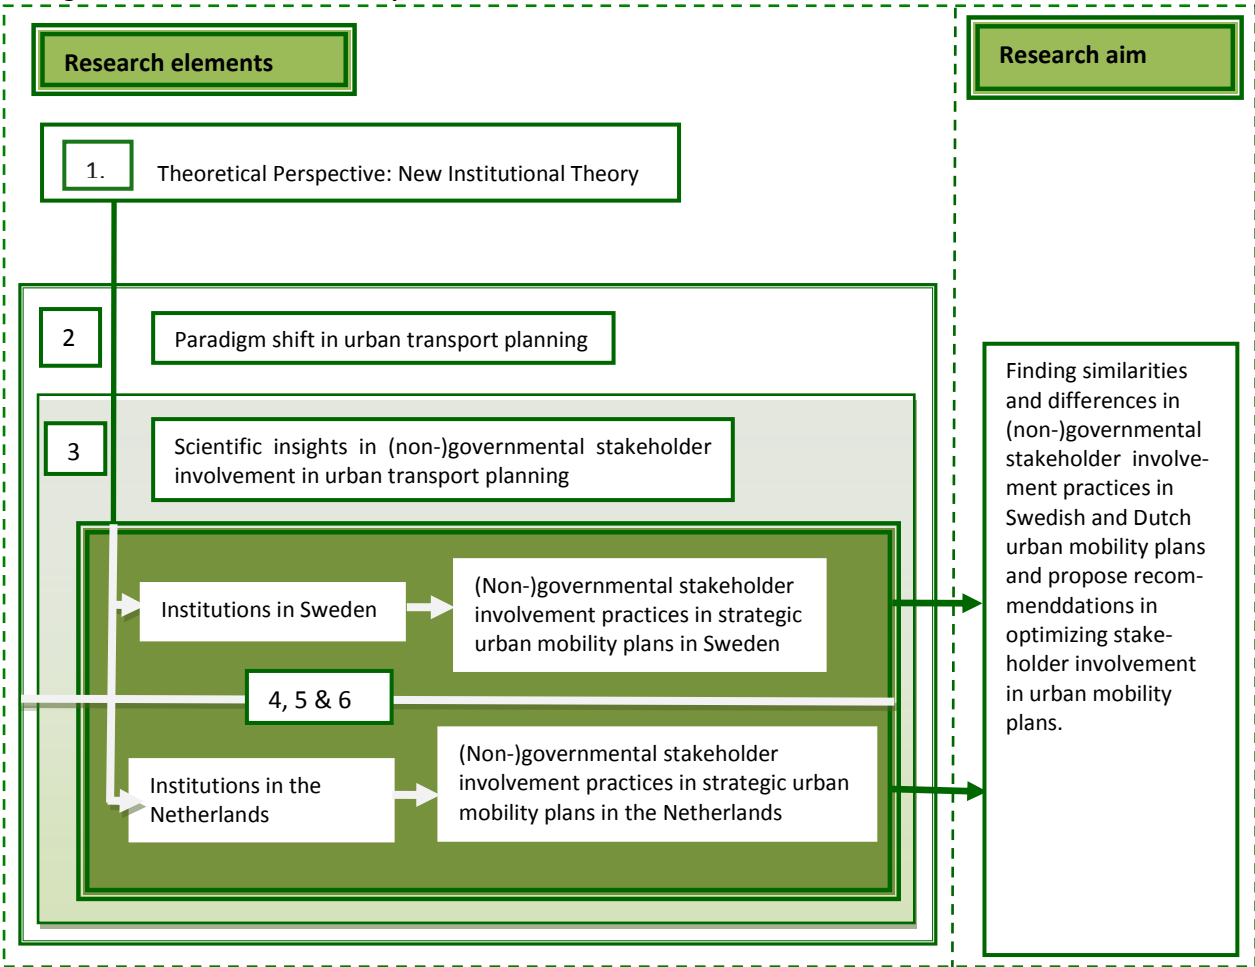 Research elements
Research aim
1.
Theoretical Perspective: New Institutional Theory
2
Paradigm shift in urban transport planning
3
Scientific insights in (non-)governmental stakeholder
involvement in urban transport planning
Institutions in Sweden
(Non-)governmental stakeholder
involvement practices in strategic
urban mobility plans in Sweden
4, 5 & 6
Institutions in the
Netherlands
(Non-)governmental stakeholder
involvement practices in strategic urban
mobility plans in the Netherlands
Finding similarities
and differences in
(non-)governmental
stakeholder involve-
ment practices in
Swedish and Dutch
urban mobility plans
and propose recom-
menddations in
optimizing stake-
holder involvement
in urban mobility
plans.